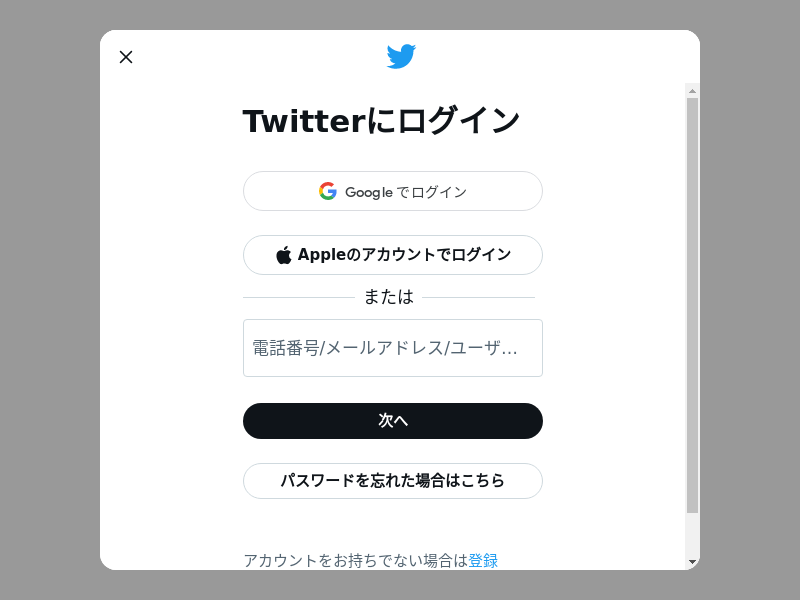 Twitterにログイン
Google でログイン
Appleのアカウントでログイン
または
電話番号/メールアドレス/ユーザ…
次へ
パスワードを忘れた場合はこちら
アカウントをお持ちでない場合は登録